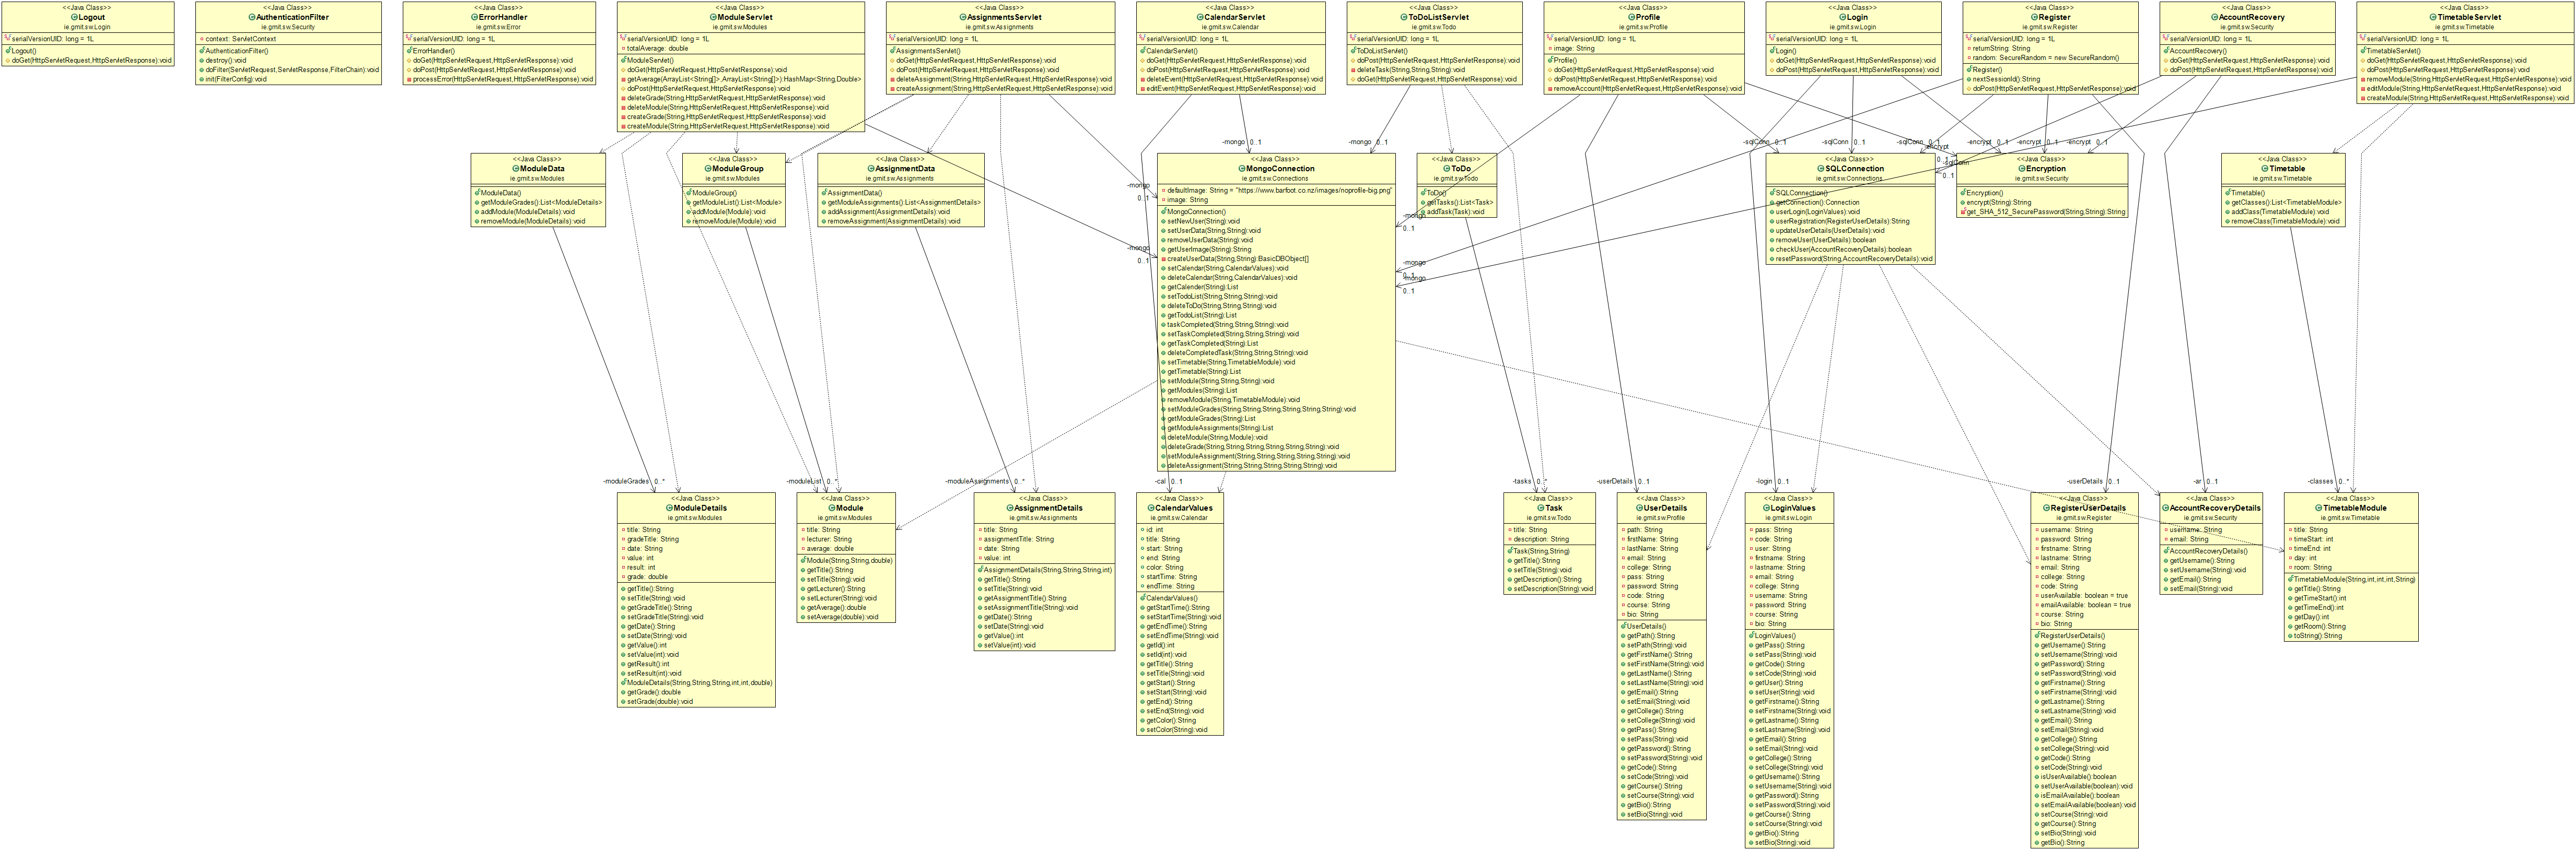 <<Java Class>>
Logout
ie.gmit.sw.Login
serialVersionUID: long = 1L
Logout()
doGet(HttpServletRequest,HttpServletResponse):void
<<Java Class>>
AuthenticationFilter
ie.gmit.sw.Security
context: ServletContext
AuthenticationFilter()
destroy():void
doFilter(ServletRequest,ServletResponse,FilterChain):void
init(FilterConfig):void
<<Java Class>>
ErrorHandler
ie.gmit.sw.Error
serialVersionUID: long = 1L
ErrorHandler()
doGet(HttpServletRequest,HttpServletResponse):void
doPost(HttpServletRequest,HttpServletResponse):void
processError(HttpServletRequest,HttpServletResponse):void
<<Java Class>>
ModuleServlet
ie.gmit.sw.Modules
serialVersionUID: long = 1L
totalAverage: double
ModuleServlet()
doGet(HttpServletRequest,HttpServletResponse):void
getAverage(ArrayList<String[]>,ArrayList<String[]>):HashMap<String,Double>
doPost(HttpServletRequest,HttpServletResponse):void
deleteGrade(String,HttpServletRequest,HttpServletResponse):void
deleteModule(String,HttpServletRequest,HttpServletResponse):void
createGrade(String,HttpServletRequest,HttpServletResponse):void
createModule(String,HttpServletRequest,HttpServletResponse):void
<<Java Class>>
AssignmentsServlet
ie.gmit.sw.Assignments
serialVersionUID: long = 1L
AssignmentsServlet()
doGet(HttpServletRequest,HttpServletResponse):void
doPost(HttpServletRequest,HttpServletResponse):void
deleteAssignment(String,HttpServletRequest,HttpServletResponse):void
createAssignment(String,HttpServletRequest,HttpServletResponse):void
<<Java Class>>
CalendarServlet
ie.gmit.sw.Calendar
serialVersionUID: long = 1L
CalendarServlet()
doGet(HttpServletRequest,HttpServletResponse):void
doPost(HttpServletRequest,HttpServletResponse):void
deleteEvent(HttpServletRequest,HttpServletResponse):void
editEvent(HttpServletRequest,HttpServletResponse):void
<<Java Class>>
ToDoListServlet
ie.gmit.sw.Todo
serialVersionUID: long = 1L
ToDoListServlet()
doPost(HttpServletRequest,HttpServletResponse):void
deleteTask(String,String,String):void
doGet(HttpServletRequest,HttpServletResponse):void
<<Java Class>>
Profile
ie.gmit.sw.Profile
serialVersionUID: long = 1L
image: String
Profile()
doGet(HttpServletRequest,HttpServletResponse):void
doPost(HttpServletRequest,HttpServletResponse):void
removeAccount(HttpServletRequest,HttpServletResponse):void
<<Java Class>>
Login
ie.gmit.sw.Login
serialVersionUID: long = 1L
Login()
doGet(HttpServletRequest,HttpServletResponse):void
doPost(HttpServletRequest,HttpServletResponse):void
<<Java Class>>
Register
ie.gmit.sw.Register
serialVersionUID: long = 1L
returnString: String
random: SecureRandom = new SecureRandom()
Register()
nextSessionId():String
doPost(HttpServletRequest,HttpServletResponse):void
<<Java Class>>
AccountRecovery
ie.gmit.sw.Security
serialVersionUID: long = 1L
AccountRecovery()
doGet(HttpServletRequest,HttpServletResponse):void
doPost(HttpServletRequest,HttpServletResponse):void
<<Java Class>>
TimetableServlet
ie.gmit.sw.Timetable
serialVersionUID: long = 1L
TimetableServlet()
doGet(HttpServletRequest,HttpServletResponse):void
doPost(HttpServletRequest,HttpServletResponse):void
removeModule(String,HttpServletRequest,HttpServletResponse):void
editModule(String,HttpServletRequest,HttpServletResponse):void
createModule(String,HttpServletRequest,HttpServletResponse):void
-mongo 0..1
-mongo 0..1
-sqlConn 0..1
-sqlConn 0..1
-encrypt 0..1
-encrypt 0..1
-encrypt
0..1
-sqlConn
0..1
<<Java Class>>
ModuleData
ie.gmit.sw.Modules
ModuleData()
getModuleGrades():List<ModuleDetails>
addModule(ModuleDetails):void
removeModule(ModuleDetails):void
<<Java Class>>
ModuleGroup
ie.gmit.sw.Modules
ModuleGroup()
getModuleList():List<Module>
addModule(Module):void
removeModule(Module):void
<<Java Class>>
AssignmentData
ie.gmit.sw.Assignments
AssignmentData()
getModuleAssignments():List<AssignmentDetails>
addAssignment(AssignmentDetails):void
removeAssignment(AssignmentDetails):void
-mongo
0..1
-mongo
0..1
<<Java Class>>
MongoConnection
ie.gmit.sw.Connections
defaultImage: String = "https://www.barfoot.co.nz/images/noprofile-big.png"
image: String
MongoConnection()
setNewUser(String):void
setUserData(String,String):void
removeUserData(String):void
getUserImage(String):String
createUserData(String,String):BasicDBObject[]
setCalendar(String,CalendarValues):void
deleteCalendar(String,CalendarValues):void
getCalender(String):List
setTodoList(String,String,String):void
deleteToDo(String,String,String):void
getTodoList(String):List
taskCompleted(String,String,String):void
setTaskCompleted(String,String,String):void
getTaskCompleted(String):List
deleteCompletedTask(String,String,String):void
setTimetable(String,TimetableModule):void
getTimetable(String):List
setModule(String,String,String):void
getModules(String):List
removeModule(String,TimetableModule):void
setModuleGrades(String,String,String,String,String,String):void
getModuleGrades(String):List
getModuleAssignments(String):List
deleteModule(String,Module):void
deleteGrade(String,String,String,String,String,String):void
setModuleAssignment(String,String,String,String,String):void
deleteAssignment(String,String,String,String,String):void
<<Java Class>>
ToDo
ie.gmit.sw.Todo
ToDo()
getTasks():List<Task>
addTask(Task):void
-mongo
0..1
-mongo
0..1
-mongo
0..1
<<Java Class>>
SQLConnection
ie.gmit.sw.Connections
SQLConnection()
getConnection():Connection
userLogin(LoginValues):void
userRegistration(RegisterUserDetails):String
updateUserDetails(UserDetails):void
removeUser(UserDetails):boolean
checkUser(AccountRecoveryDetails):boolean
resetPassword(String,AccountRecoveryDetails):void
<<Java Class>>
Encryption
ie.gmit.sw.Security
Encryption()
encrypt(String):String
get_SHA_512_SecurePassword(String,String):String
<<Java Class>>
Timetable
ie.gmit.sw.Timetable
Timetable()
getClasses():List<TimetableModule>
addClass(TimetableModule):void
removeClass(TimetableModule):void
-moduleGrades 0..*
<<Java Class>>
ModuleDetails
ie.gmit.sw.Modules
title: String
gradeTitle: String
date: String
value: int
result: int
grade: double
getTitle():String
setTitle(String):void
getGradeTitle():String
setGradeTitle(String):void
getDate():String
setDate(String):void
getValue():int
setValue(int):void
getResult():int
setResult(int):void
ModuleDetails(String,String,String,int,int,double)
getGrade():double
setGrade(double):void
-moduleList 0..*
<<Java Class>>
Module
ie.gmit.sw.Modules
title: String
lecturer: String
average: double
Module(String,String,double)
getTitle():String
setTitle(String):void
getLecturer():String
setLecturer(String):void
getAverage():double
setAverage(double):void
-moduleAssignments 0..*
<<Java Class>>
AssignmentDetails
ie.gmit.sw.Assignments
title: String
assignmentTitle: String
date: String
value: int
AssignmentDetails(String,String,String,int)
getTitle():String
setTitle(String):void
getAssignmentTitle():String
setAssignmentTitle(String):void
getDate():String
setDate(String):void
getValue():int
setValue(int):void
-cal 0..1
<<Java Class>>
CalendarValues
ie.gmit.sw.Calendar
id: int
title: String
start: String
end: String
color: String
startTime: String
endTime: String
CalendarValues()
getStartTime():String
setStartTime(String):void
getEndTime():String
setEndTime(String):void
getId():int
setId(int):void
getTitle():String
setTitle(String):void
getStart():String
setStart(String):void
getEnd():String
setEnd(String):void
getColor():String
setColor(String):void
-tasks 0..*
<<Java Class>>
Task
ie.gmit.sw.Todo
title: String
description: String
Task(String,String)
getTitle():String
setTitle(String):void
getDescription():String
setDescription(String):void
-userDetails 0..1
<<Java Class>>
UserDetails
ie.gmit.sw.Profile
path: String
firstName: String
lastName: String
email: String
college: String
pass: String
password: String
code: String
course: String
bio: String
UserDetails()
getPath():String
setPath(String):void
getFirstName():String
setFirstName(String):void
getLastName():String
setLastName(String):void
getEmail():String
setEmail(String):void
getCollege():String
setCollege(String):void
getPass():String
setPass(String):void
getPassword():String
setPassword(String):void
getCode():String
setCode(String):void
getCourse():String
setCourse(String):void
getBio():String
setBio(String):void
-login 0..1
<<Java Class>>
LoginValues
ie.gmit.sw.Login
pass: String
code: String
user: String
firstname: String
lastname: String
email: String
college: String
username: String
password: String
course: String
bio: String
LoginValues()
getPass():String
setPass(String):void
getCode():String
setCode(String):void
getUser():String
setUser(String):void
getFirstname():String
setFirstname(String):void
getLastname():String
setLastname(String):void
getEmail():String
setEmail(String):void
getCollege():String
setCollege(String):void
getUsername():String
setUsername(String):void
getPassword():String
setPassword(String):void
getCourse():String
setCourse(String):void
getBio():String
setBio(String):void
-userDetails 0..1
<<Java Class>>
RegisterUserDetails
ie.gmit.sw.Register
username: String
password: String
firstname: String
lastname: String
email: String
college: String
code: String
userAvailable: boolean = true
emailAvailable: boolean = true
course: String
bio: String
RegisterUserDetails()
getUsername():String
setUsername(String):void
getPassword():String
setPassword(String):void
getFirstname():String
setFirstname(String):void
getLastname():String
setLastname(String):void
getEmail():String
setEmail(String):void
getCollege():String
setCollege(String):void
getCode():String
setCode(String):void
isUserAvailable():boolean
setUserAvailable(boolean):void
isEmailAvailable():boolean
setEmailAvailable(boolean):void
setCourse(String):void
getCourse():String
setBio(String):void
getBio():String
-ar 0..1
<<Java Class>>
AccountRecoveryDetails
ie.gmit.sw.Security
username: String
email: String
AccountRecoveryDetails()
getUsername():String
setUsername(String):void
getEmail():String
setEmail(String):void
-classes 0..*
<<Java Class>>
TimetableModule
ie.gmit.sw.Timetable
title: String
timeStart: int
timeEnd: int
day: int
room: String
TimetableModule(String,int,int,int,String)
getTitle():String
getTimeStart():int
getTimeEnd():int
getDay():int
getRoom():String
toString():String